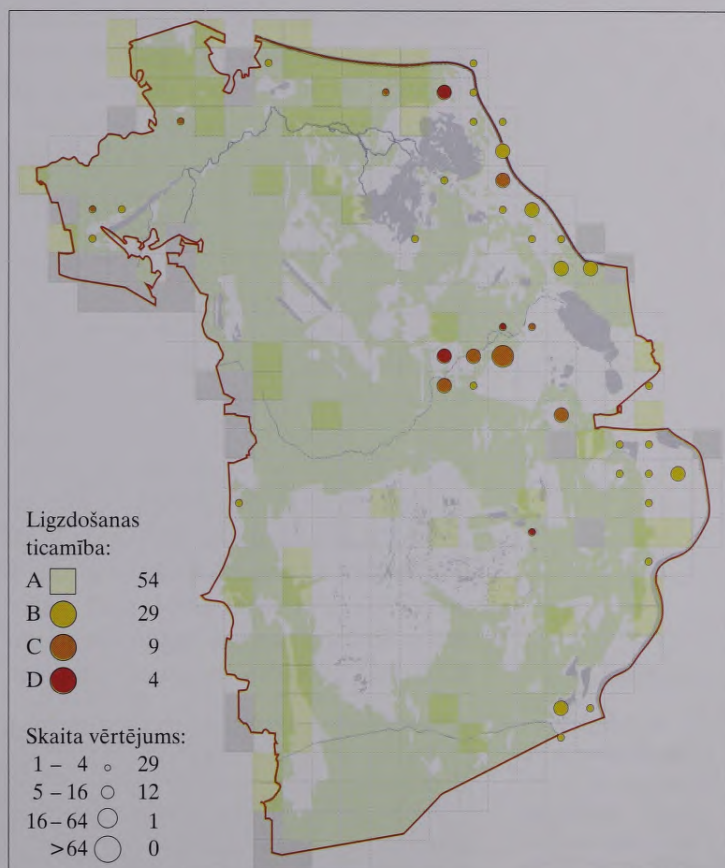 Ligzdošanas
ticamība:
A 54
B 29
C 9
D 4
Skaita vērtējums:
1 – 4 29
5 – 16 12
16 – 64 1
>64 0